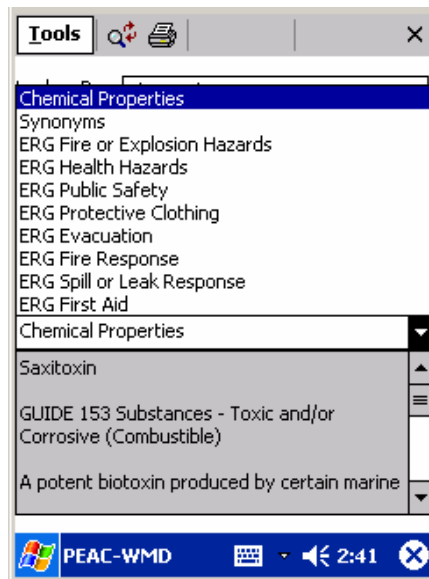 Tools
Chemical Properties
Synonyms
ERG Fire or Explosion Hazards
ERG Health Hazards
ERG Public Safety
ERG Protective Clothing
ERG Evacuation
ERG Fire Response
ERG Spill or Leak Response
ERG First Aid
Chemical Properties
Saxitoxin
GUIDE 153 Substances - Toxic and/or
Corrosive (Combustible)
A potent biotoxin produced by certain marine
PEAC-WMD 2:41